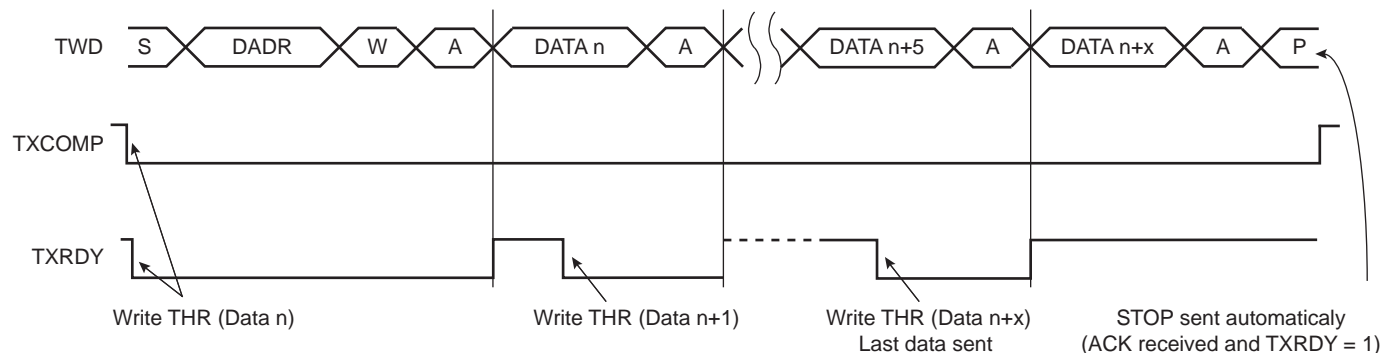 TWD S DADR W A DATA n A DATA n+5 A DATA n+x A P
TXCOMP
TXRDY
Write THR (Data n)
Write THR (Data n+1)
Write THR (Data n+x)
Last data sent
STOP sent automaticaly
(ACK received and TXRDY = 1)